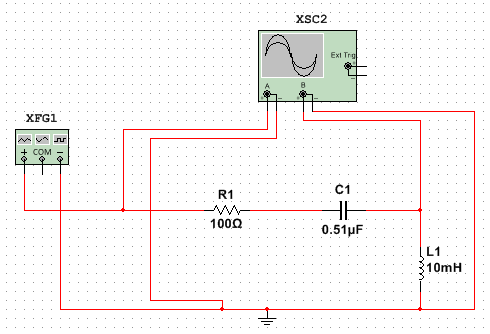 XSC2
Ext Trig
+
-
A
B
+ - + -
XFG1
+ COM -
R1
100Ω
C1
0.51µF
L1
10mH